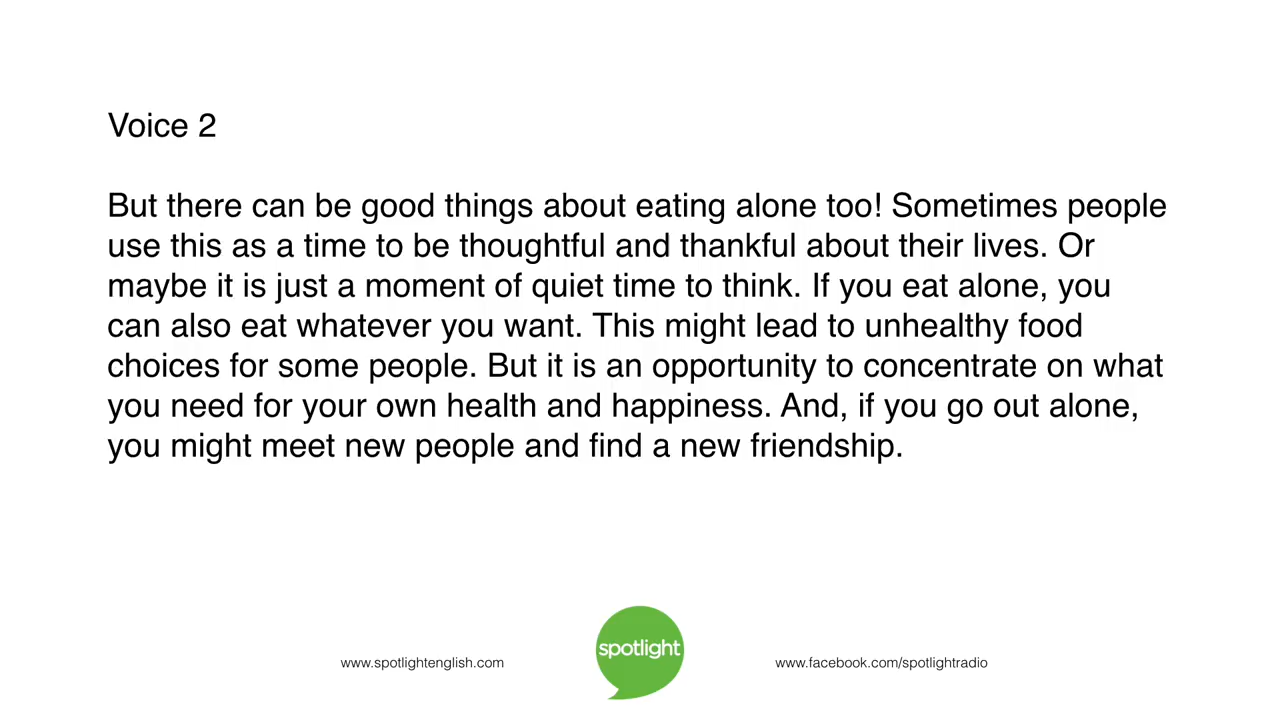 Voice 2
But there can be good things about eating alone too! Sometimes people
use this as a time to be thoughtful and thankful about their lives. Or
maybe it is just a moment of quiet time to think. If you eat alone, you
can also eat whatever you want. This might lead to unhealthy food
choices for some people. But it is an opportunity to concentrate on what
you need for your own health and happiness. And, if you go out alone,
you might meet new people and find a new friendship.
www.spotlightenglish.com
spotlight
www.facebook.com/spotlightradio